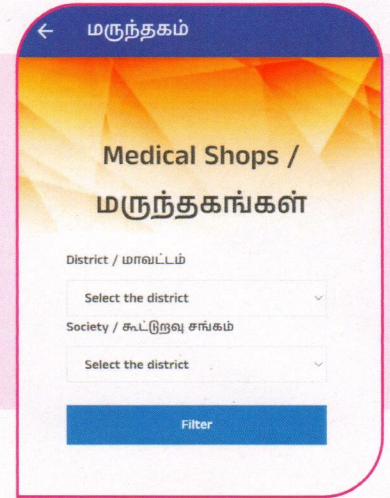 ← மருந்தகம்
Medical Shops /
மருந்தகங்கள்
District / மாவட்டம்
Select the district
Society / கூட்டுறவு சங்கம்
Select the district
Filter